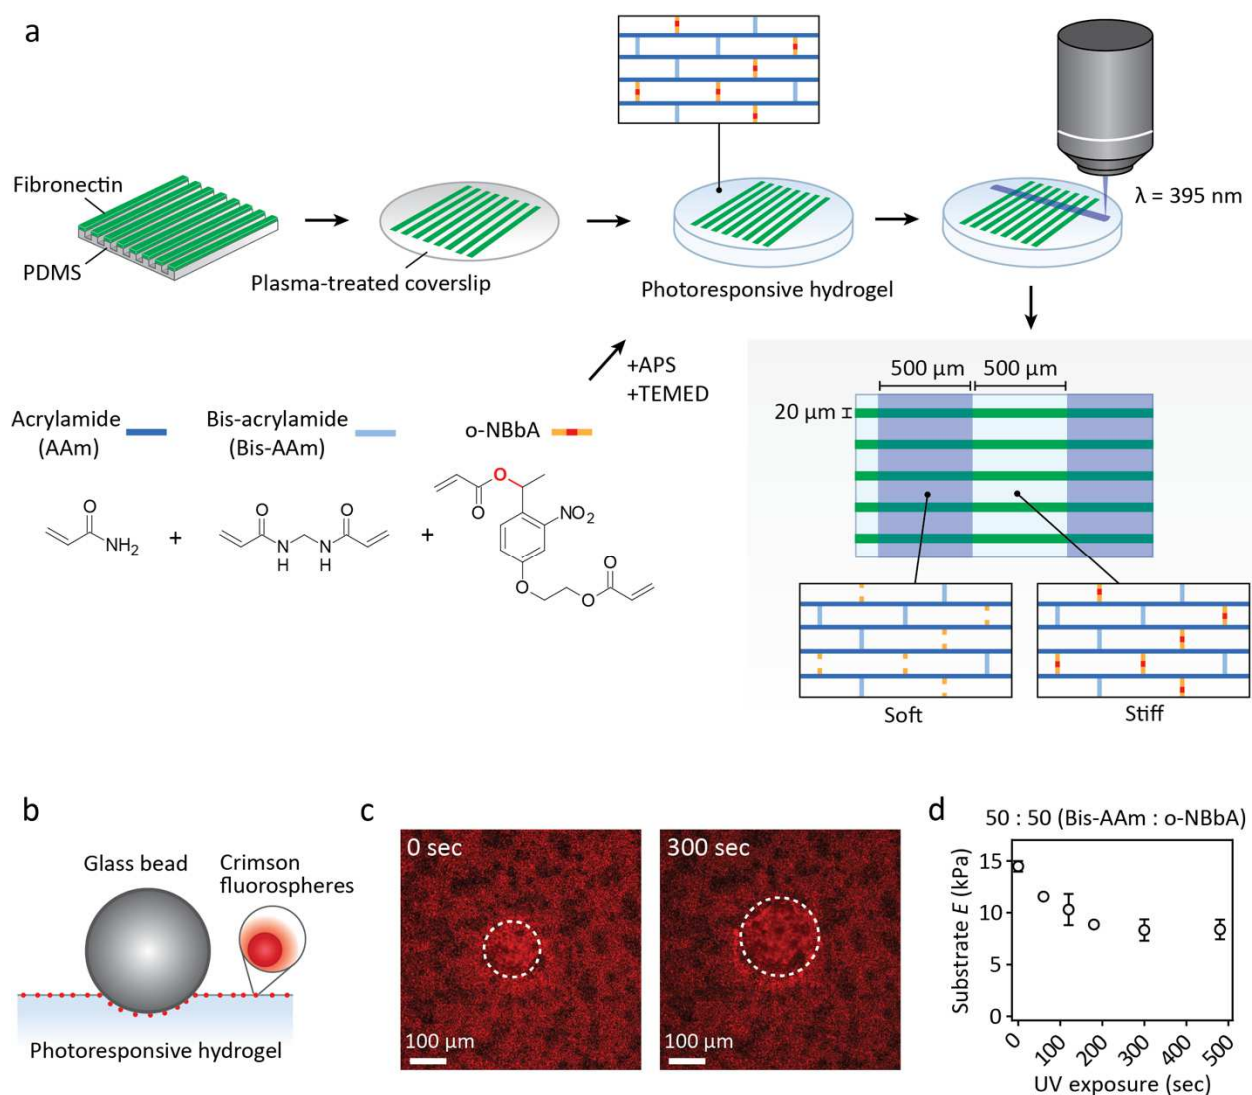 a
Fibronectin
PDMS
Plasma-treated coverslip
Photoresponsive hydrogel
λ = 395 nm
+APS
+TEMED
Acrylamide
(AAm)
Bis-acrylamide
(Bis-AAm)
o-NBbA
O
NH2
+
O
O
N
H
N
H
+
O
O
NO2
O
O
O
500 µm
500 µm
20 µm
Soft
Stiff
b
Glass bead
Crimson
fluorospheres
Photoresponsive hydrogel
c
0 sec
100 µm
300 sec
100 µm
d
50 : 50 (Bis-AAm : o-NBbA)
Substrate E (kPa)
15
10
5
0
0
100
200
300
400
500
UV exposure (sec)